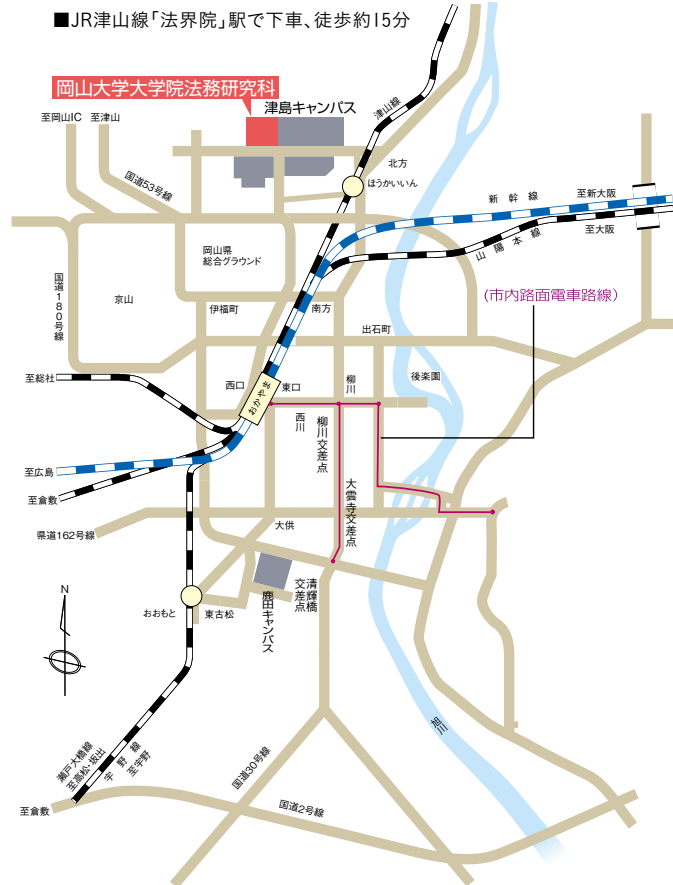 ■JR津山線「法界院」駅で下車、徒歩約15分
岡山大学大学院法務研究科
津島キャンパス
津山線
至岡山IC
至津山
国道53号線
北方
ほうかいいん
新幹線
至新大阪
山陽本線
至大阪
岡山県
総合グラウンド
国道180号線
京山
伊福町
南方
(市内路面電車路線)
出石町
至総社
西口
おかやま
東口
柳川
後楽園
西川
柳川交差点
至広島
至倉敷
大雲寺交差点
県道162号線
大供
清輝橋
交差点
鹿田キャンパス
N
おおもと
東古松
旭川
瀬戸大橋線
至高松・坂出
宇野線
至宇野
国道30号線
至倉敷
国道2号線